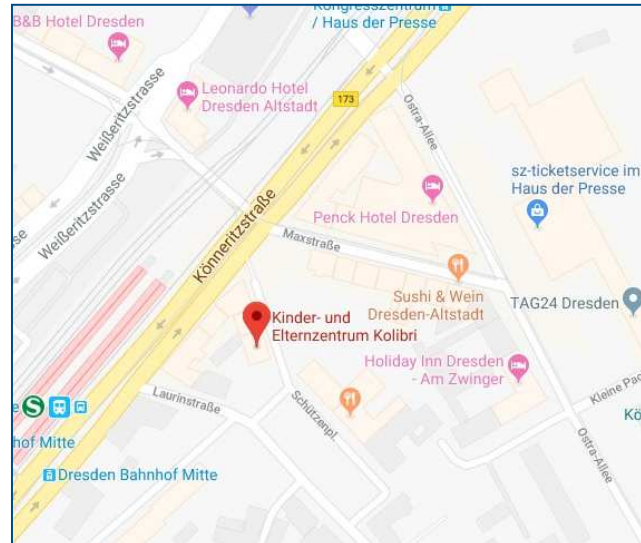 Kongresszentrum
/ Haus der Presse
B&B Hotel Dresden
Leonardo Hotel
Dresden Altstadt
Weißeritzstrasse
173
Ostra-Allee
sz-ticketservice im
Haus der Presse
Penck Hotel Dresden
Weißeritzstrasse
Könneritzstraße
Maxstraße
Sushi & Wein
Dresden-Altstadt
TAG24 Dresden
Kinder- und
Elternzentrum Kolibri
Holiday Inn Dresden
- Am Zwinger
Laurinstraße
Schützenpl.
Kleine Pac
Kö
S
hof Mitte
Dresden Bahnhof Mitte
Ostra-Allee